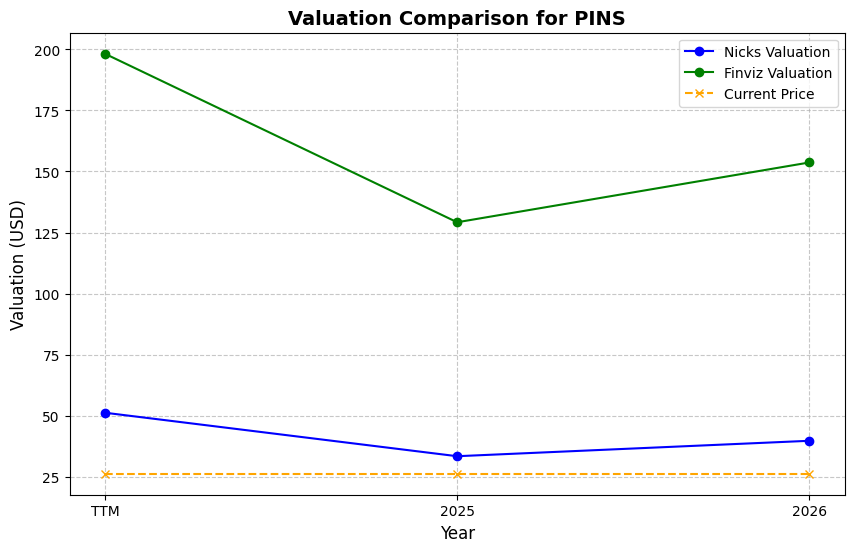 Valuation Comparison for PINS
Nicks Valuation
Finviz Valuation
Current Price
Valuation (USD)
200
175
150
125
100
75
50
25
TTM
2025
2026
Year